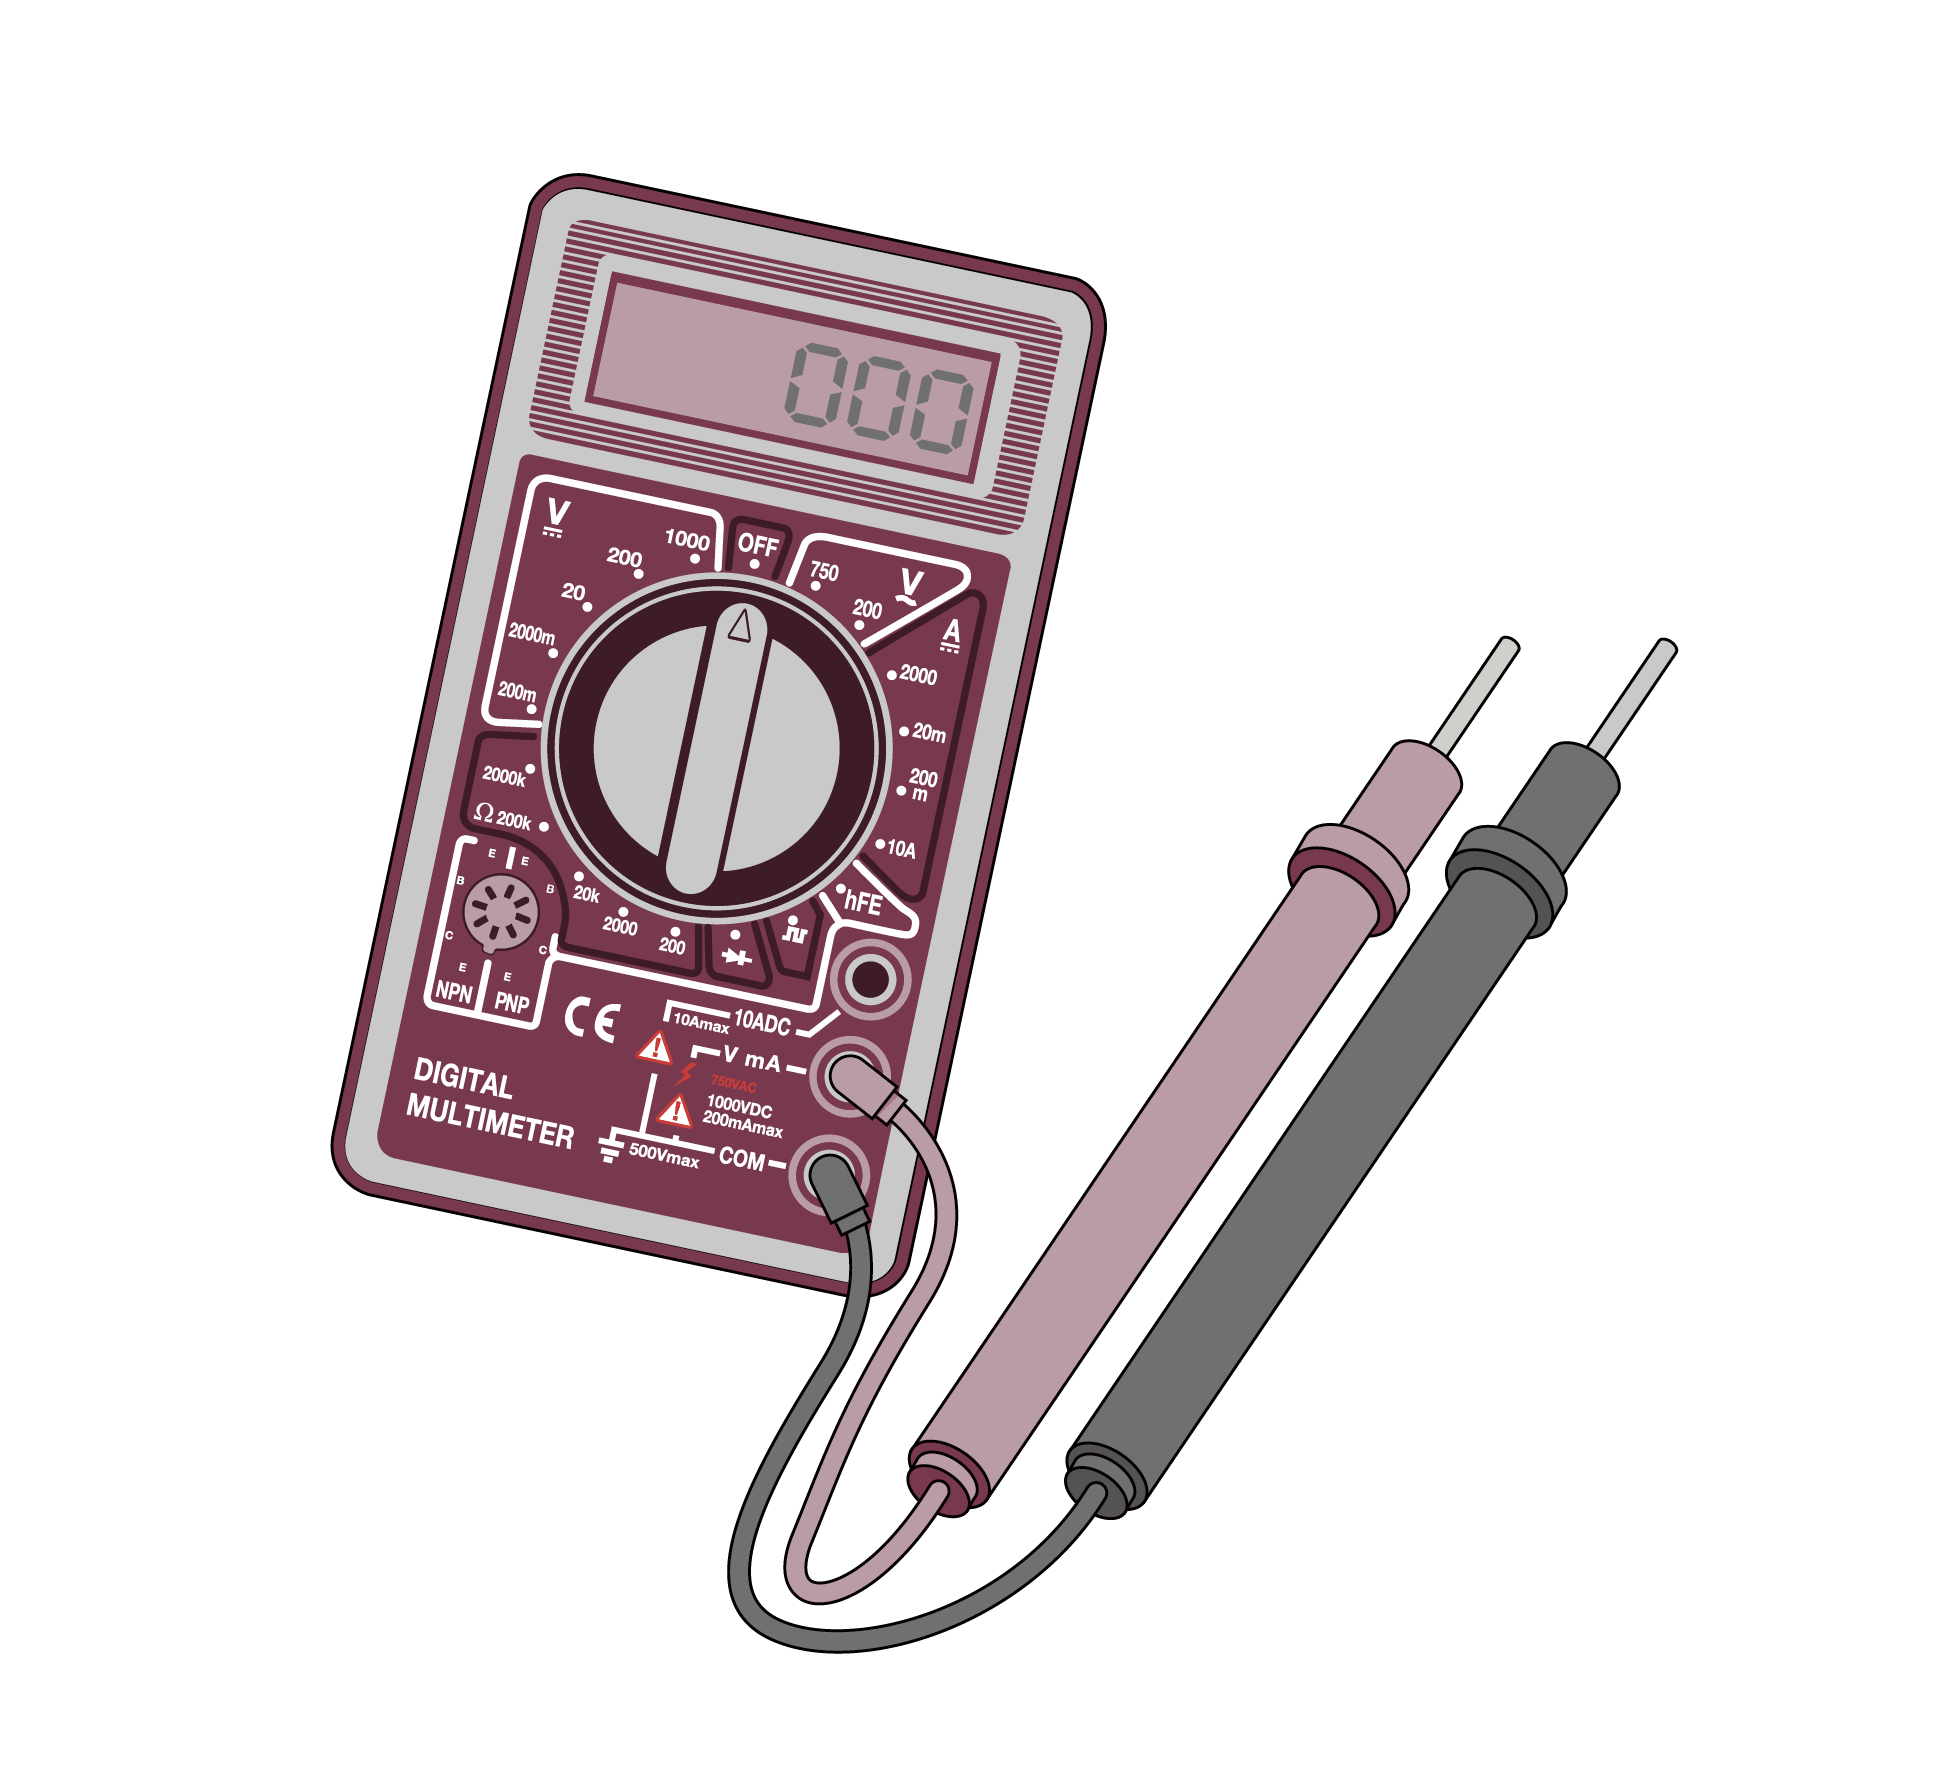 000
V
1000
OFF
200
750
V
20
200
A
2000m
2000
200m
20m
2000k
200
m
Ω 200k
10A
E E
B B
20k
hFE
2000
200
C C
E E
NPN PNP
CE
10Amax 10ADC
V mA
750VAC
1000VDC
200mAmax
500Vmax COM
DIGITAL
MULTIMETER